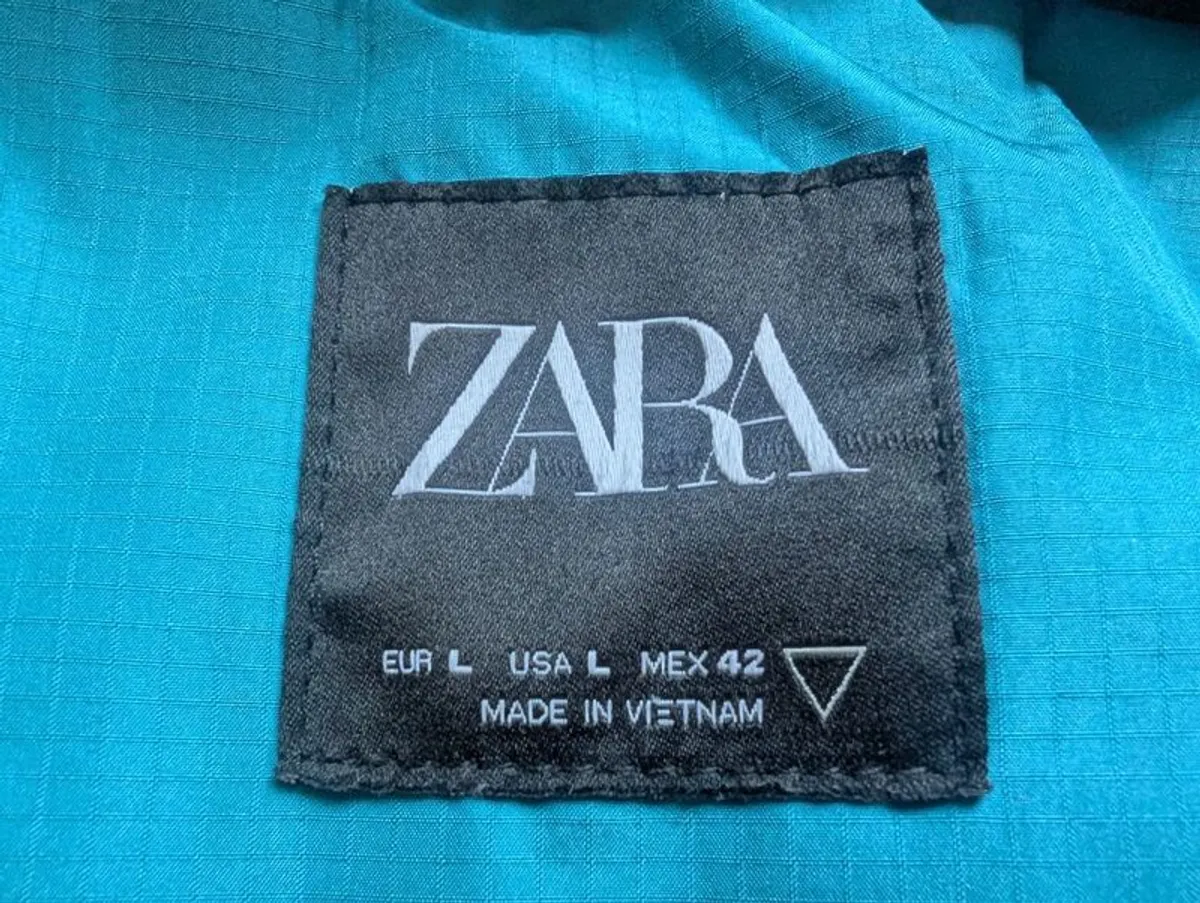 ZARA
EUR L USA L MEX 42
MADE IN VIETNAM